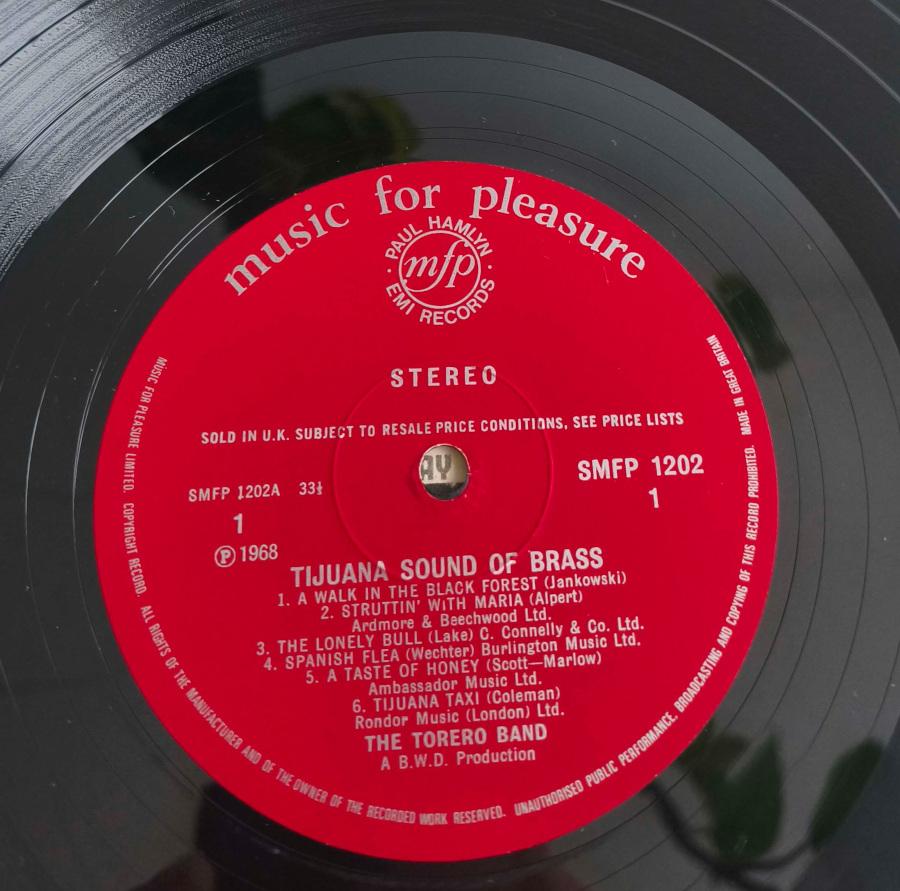 music for pleasure
PAUL HAMLYN
mfp
EMI RECORDS
STEREO
SOLD IN U.K. SUBJECT TO RESALE PRICE CONDITIONS, SEE PRICE LISTS
AY
SMFP 1202A 33⅓
SMFP 1202
1
1
Ⓟ 1968
TIJUANA SOUND OF BRASS
1. A WALK IN THE BLACK FOREST (Jankowski)
2. STRUTTIN' WITH MARIA (Alpert)
Ardmore & Beechwood Ltd.
3. THE LONELY BULL (Lake) C. Connelly & Co. Ltd.
4. SPANISH FLEA (Wechter) Burlington Music Ltd.
5. A TASTE OF HONEY (Scott—Marlow)
Ambassador Music Ltd.
6. TIJUANA TAXI (Coleman)
Rondor Music (London) Ltd.
THE TORERO BAND
A B.W.D. Production
MUSIC FOR PLEASURE LIMITED. COPYRIGHT RECORD. ALL RIGHTS OF THE MANUFACTURER AND OF THE OWNER OF THE RECORDED WORK RESERVED. UNAUTHORISED PUBLIC PERFORMANCE, BROADCASTING AND COPYING OF THIS RECORD PROHIBITED. MADE IN GREAT BRITAIN